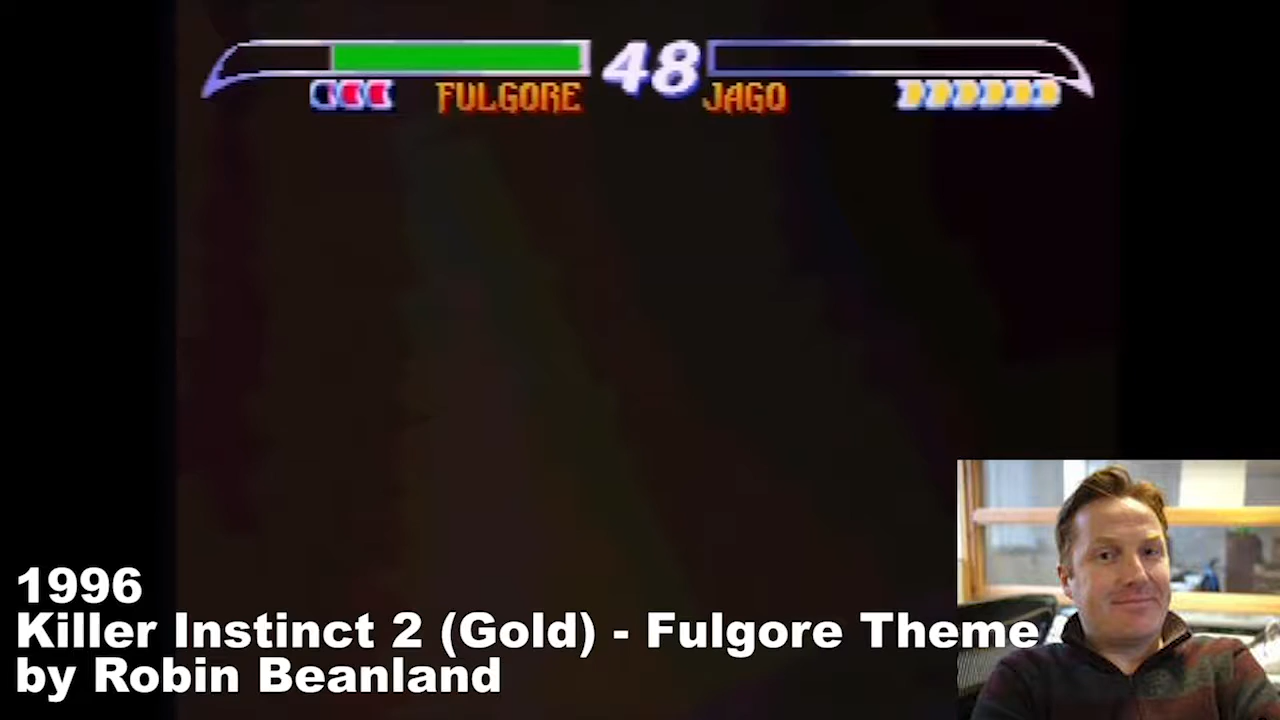 48
FULGORE JAGO
1996
Killer Instinct 2 (Gold) - Fulgore Theme
by Robin Beanland